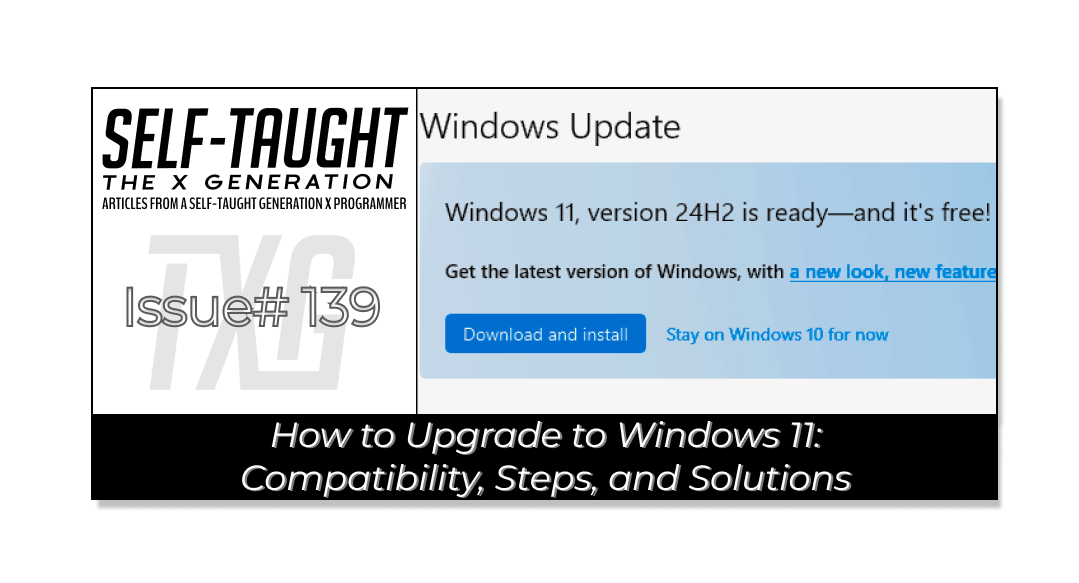 SELF-TAUGHT
THE X GENERATION
ARTICLES FROM A SELF-TAUGHT GENERATION X PROGRAMMER
TXG
Issue# 139
Windows Update
Windows 11, version 24H2 is ready—and it's free!
Get the latest version of Windows, with a new look, new feature
Download and install
Stay on Windows 10 for now
How to Upgrade to Windows 11:
Compatibility, Steps, and Solutions